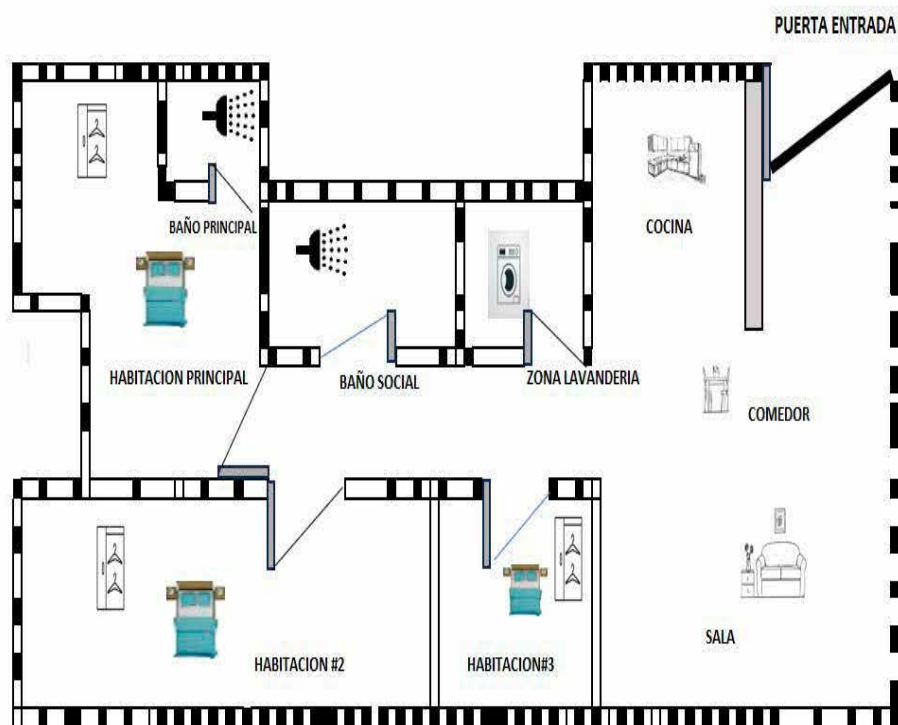 PUERTA ENTRADA
BAÑO PRINCIPAL
COCINA
HABITACION PRINCIPAL
BAÑO SOCIAL
ZONA LAVANDERIA
COMEDOR
HABITACION #2
HABITACION#3
SALA